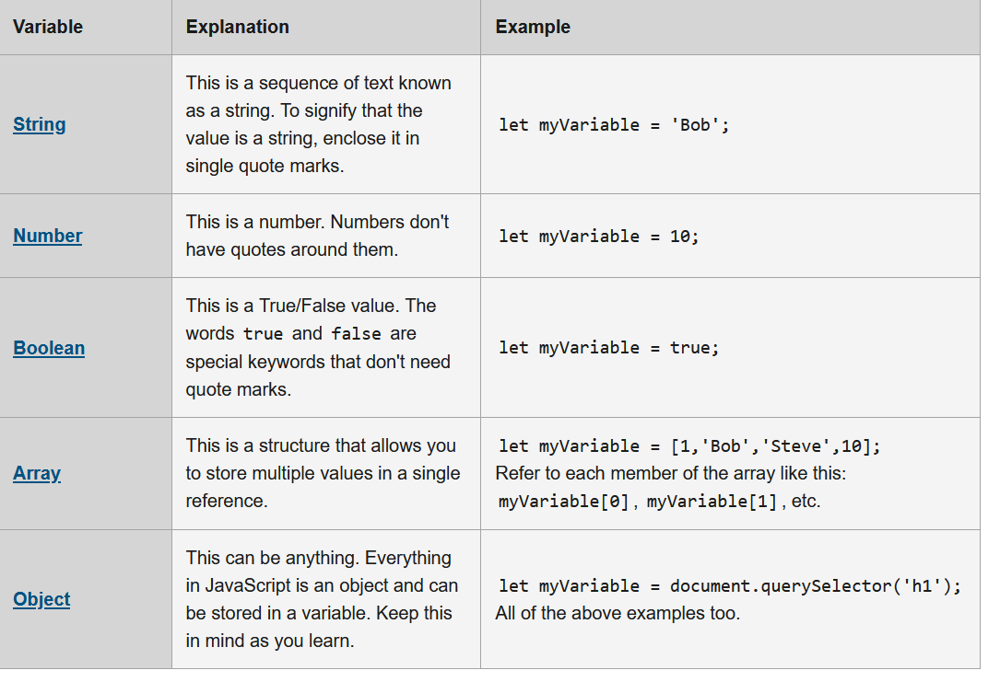 Variable Explanation Example
This is a sequence of text known
as a string. To signify that the
String let myVariable = 'Bob';
value is a string, enclose it in
single quote marks.
This is a number. Numbers don't
Number let myVariable = 10;
have quotes around them.
This is a True/False value. The
words true and false are
Boolean let myVariable = true;
special keywords that don't need
quote marks.
This is a structure that allows you let myVariable = [1,'Bob','Steve',10];
Array to store multiple values in a single Refer to each member of the array like this:
reference. myVariable[0], myVariable[1], etc.
This can be anything. Everything
in JavaScript is an object and can let myVariable = document.querySelector('h1');
Object
be stored in a variable. Keep this All of the above examples too.
in mind as you learn.